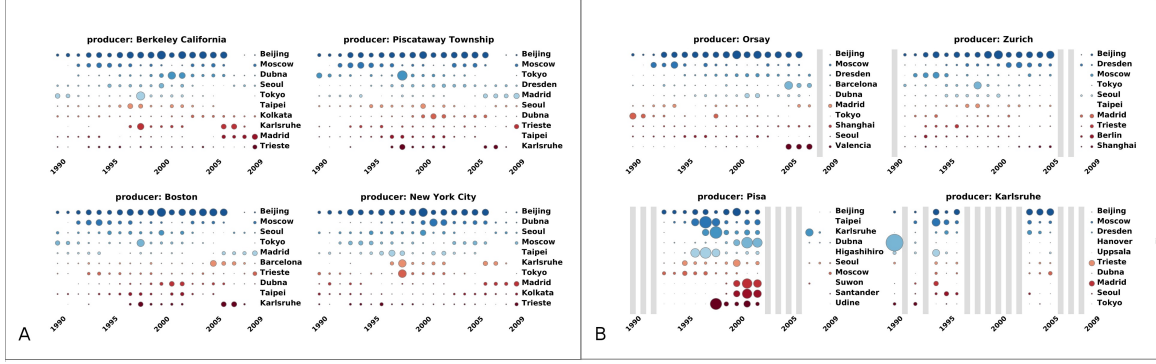 producer: Berkeley California
Beijing
Moscow
Dubna
Seoul
Tokyo
Taipei
Kolkata
Karlsruhe
Madrid
Trieste
1990
1995
2000
2005
2009
producer: Piscataway Township
Beijing
Moscow
Tokyo
Dresden
Madrid
Seoul
Dubna
Trieste
Taipei
Karlsruhe
1990
1995
2000
2005
2009
producer: Boston
Beijing
Moscow
Seoul
Tokyo
Madrid
Barcelona
Trieste
Dubna
Taipei
Karlsruhe
1990
1995
2000
2005
2009
producer: New York City
Beijing
Dubna
Seoul
Moscow
Taipei
Karlsruhe
Tokyo
Madrid
Kolkata
Trieste
1990
1995
2000
2005
2009
A
producer: Orsay
Beijing
Moscow
Dresden
Barcelona
Dubna
Madrid
Tokyo
Shanghai
Seoul
Valencia
1990
1995
2000
2005
2009
producer: Zurich
Beijing
Dresden
Moscow
Tokyo
Seoul
Taipei
Madrid
Trieste
Berlin
Shanghai
1990
1995
2000
2005
2009
producer: Pisa
Beijing
Taipei
Karlsruhe
Dubna
Higashihiro
Seoul
Moscow
Suwon
Santander
Udine
1990
1995
2000
2005
2009
producer: Karlsruhe
Beijing
Moscow
Dresden
Hanover
Uppsala
Trieste
Dubna
Madrid
Seoul
Tokyo
1990
1995
2000
2005
2009
B